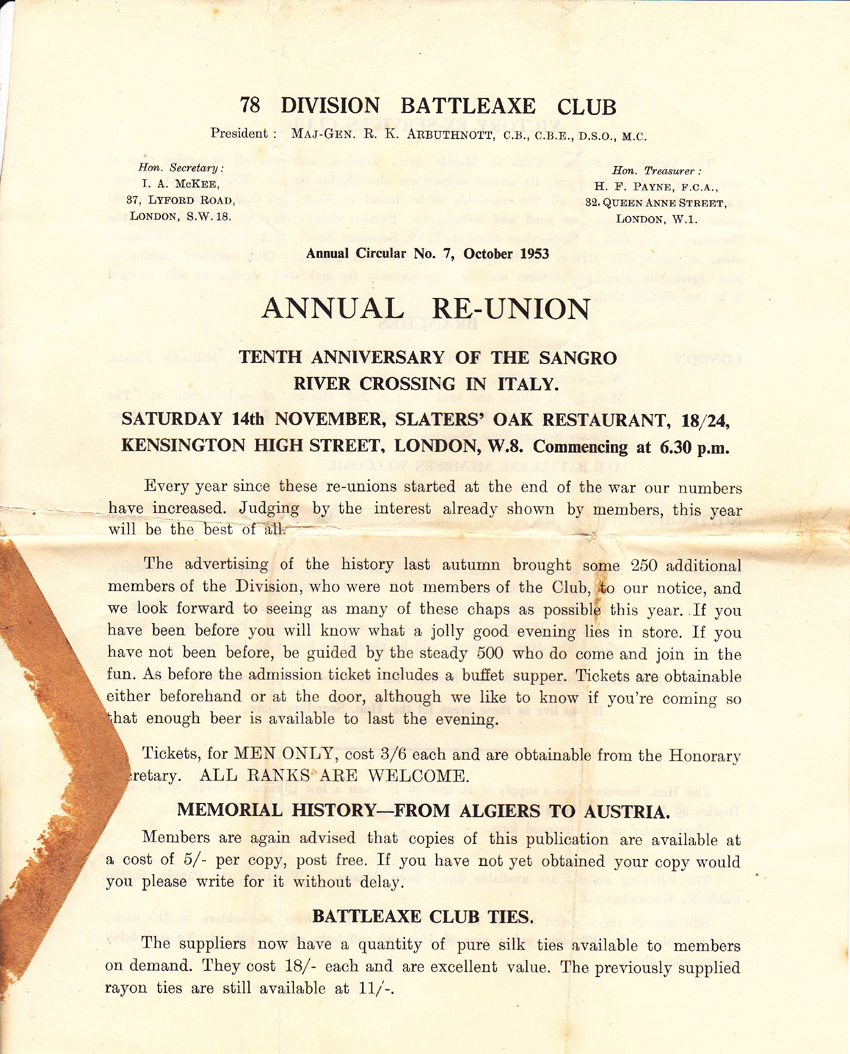 78 DIVISION BATTLEAXE CLUB
President : MAJ-GEN. R. K. ARBUTHNOTT, C.B., C.B.E., D.S.O., M.C.
Hon. Secretary :
I. A. McKEE,
37, LYFORD ROAD,
LONDON, S.W. 18.
Hon. Treasurer :
H. F. PAYNE, F.C.A.,
32, QUEEN ANNE STREET,
LONDON, W.1.
Annual Circular No. 7, October 1953
ANNUAL RE-UNION
TENTH ANNIVERSARY OF THE SANGRO
RIVER CROSSING IN ITALY.
SATURDAY 14th NOVEMBER, SLATERS' OAK RESTAURANT, 18/24,
KENSINGTON HIGH STREET, LONDON, W.8. Commencing at 6.30 p.m.
Every year since these re-unions started at the end of the war our numbers
have increased. Judging by the interest already shown by members, this year
will be the best of all.
The advertising of the history last autumn brought some 250 additional
members of the Division, who were not members of the Club, to our notice, and
we look forward to seeing as many of these chaps as possible this year. If you
have been before you will know what a jolly good evening lies in store. If you
have not been before, be guided by the steady 500 who do come and join in the
fun. As before the admission ticket includes a buffet supper. Tickets are obtainable
either beforehand or at the door, although we like to know if you're coming so
that enough beer is available to last the evening.
Tickets, for MEN ONLY, cost 3/6 each and are obtainable from the Honorary
retary. ALL RANKS ARE WELCOME.
MEMORIAL HISTORY—FROM ALGIERS TO AUSTRIA.
Members are again advised that copies of this publication are available at
a cost of 5/- per copy, post free. If you have not yet obtained your copy would
you please write for it without delay.
BATTLEAXE CLUB TIES.
The suppliers now have a quantity of pure silk ties available to members
on demand. They cost 18/- each and are excellent value. The previously supplied
rayon ties are still available at 11/-.